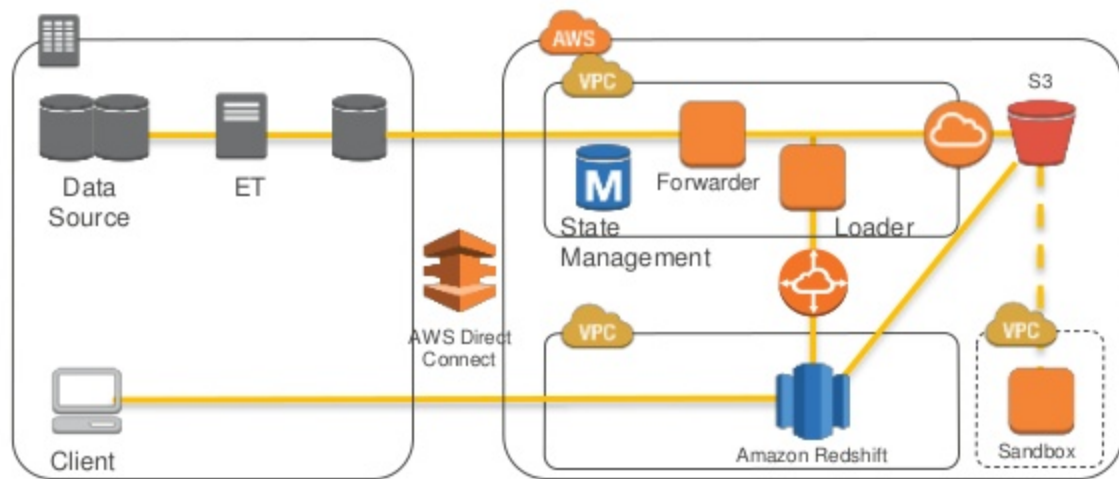 AWS
VPC
S3
Data
Source
ET
M
Forwarder
State
Management
Loader
AWS Direct
Connect
VPC
VPC
Client
Amazon Redshift
Sandbox